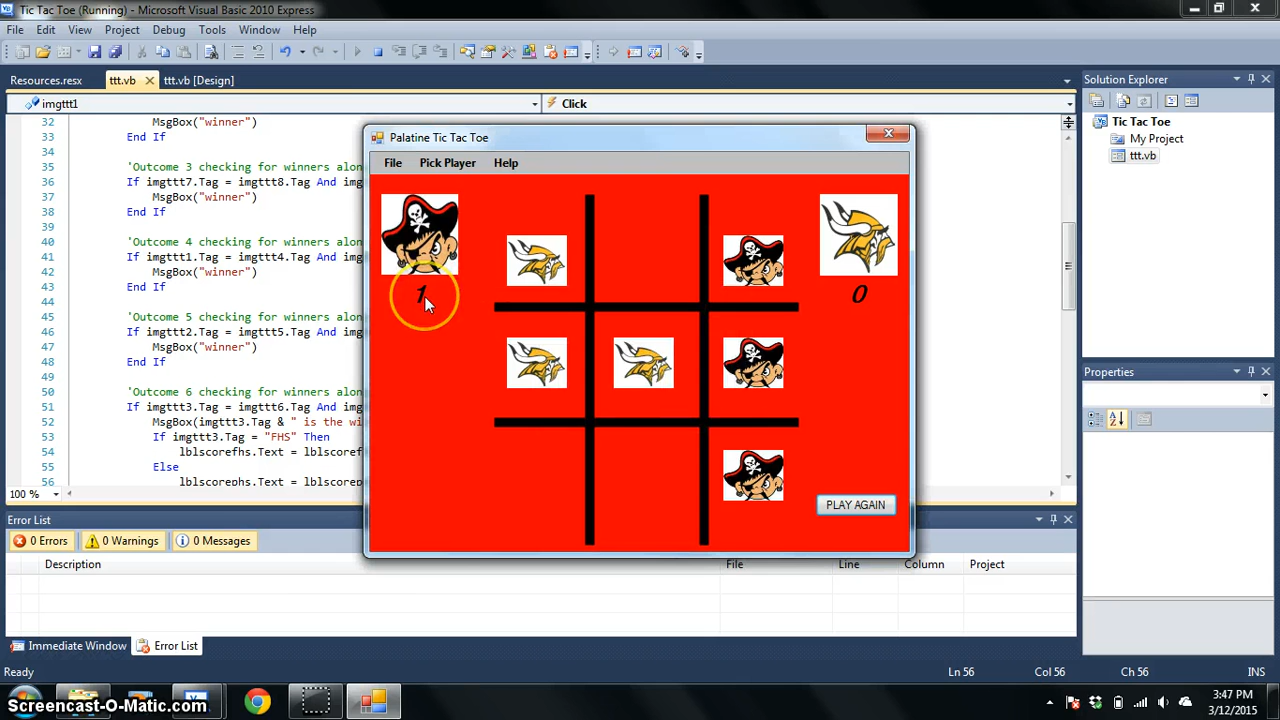 Tic Tac Toe (Running) - Microsoft Visual Basic 2010 Express
File Edit View Project Debug Tools Window Help
Resources.resx ttt.vb ttt.vb [Design]
imgttt1 Click
32 MsgBox("winner")
33 End If
34
35 'Outcome 3 checking for winners alon
36 If imgttt7.Tag = imgttt8.Tag And img
37 MsgBox("winner")
38 End If
39
40 'Outcome 4 checking for winners alon
41 If imgttt1.Tag = imgttt4.Tag And img
42 MsgBox("winner")
43 End If
44
45 'Outcome 5 checking for winners alon
46 If imgttt2.Tag = imgttt5.Tag And img
47 MsgBox("winner")
48 End If
49
50 'Outcome 6 checking for winners alon
51 If imgttt3.Tag = imgttt6.Tag And img
52 MsgBox(imgttt3.Tag & " is the wi
53 If imgttt3.Tag = "FHS" Then
54 lblscorefhs.Text = lblscoref
55 Else
56 lblscorephs.Text = lblscorep
100 %
Palatine Tic Tac Toe
File Pick Player Help
1
0
PLAY AGAIN
Solution Explorer
Tic Tac Toe
My Project
ttt.vb
Properties
Error List
0 Errors 0 Warnings 0 Messages
Description File Line Column Project
Immediate Window Error List
Ready Ln 56 Col 56 Ch 56 INS
Screencast-O-Matic.com
3:47 PM
3/12/2015